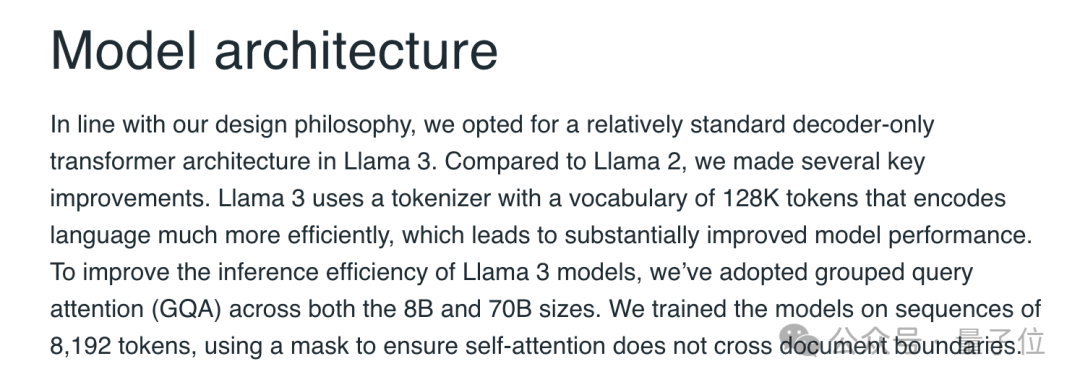 Model architecture
In line with our design philosophy, we opted for a relatively standard decoder-only
transformer architecture in Llama 3. Compared to Llama 2, we made several key
improvements. Llama 3 uses a tokenizer with a vocabulary of 128K tokens that encodes
language much more efficiently, which leads to substantially improved model performance.
To improve the inference efficiency of Llama 3 models, we’ve adopted grouped query
attention (GQA) across both the 8B and 70B sizes. We trained the models on sequences of
8,192 tokens, using a mask to ensure self-attention does not cross document boundaries.
公众号 · 量子位